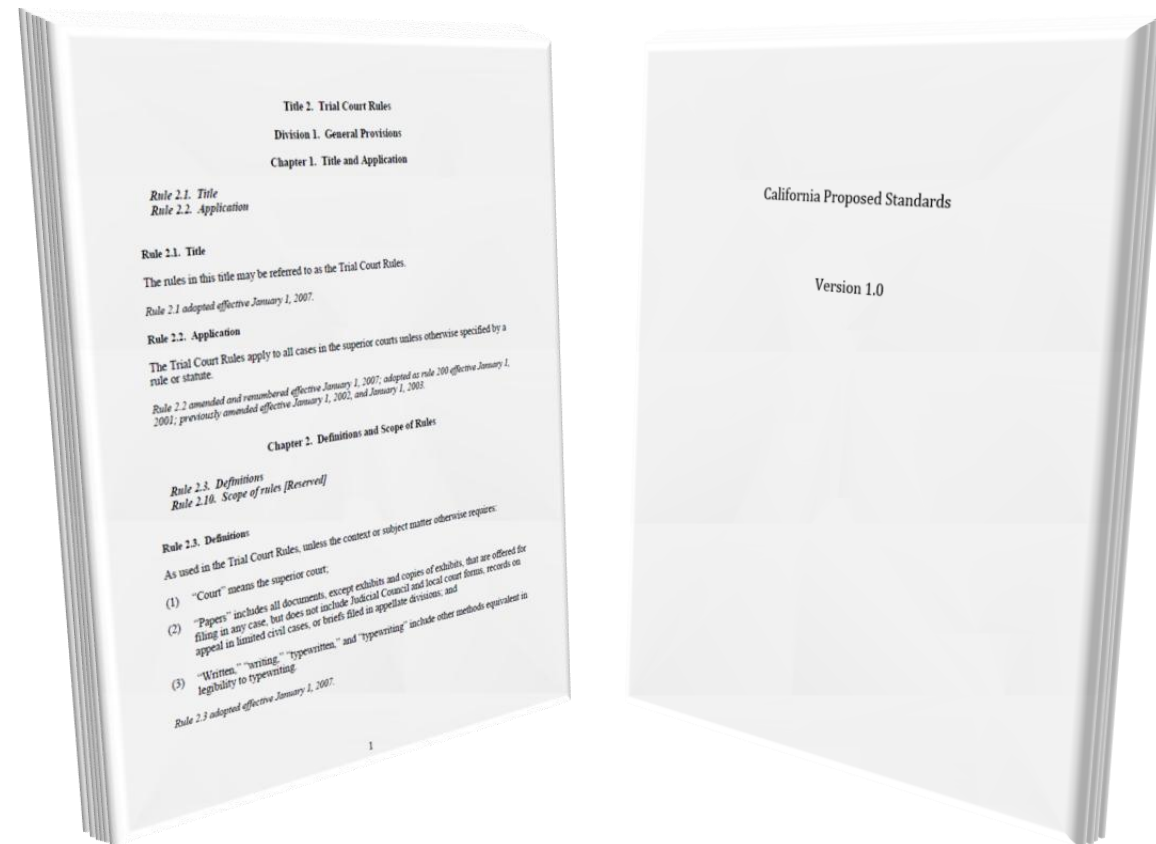 Title 2. Trial Court Rules
Division 1. General Provisions
Chapter 1. Title and Application
Rule 2.1. Title
Rule 2.2. Application
Rule 2.1. Title
The rules in this title may be referred to as the Trial Court Rules.
Rule 2.1 adopted effective January 1, 2007.
Rule 2.2. Application
The Trial Court Rules apply to all cases in the superior courts unless otherwise specified by a
rule or statute.
Rule 2.2 amended and renumbered effective January 1, 2007; adopted as rule 200 effective January 1,
2001; previously amended effective January 1, 2002, and January 1, 2003.
Chapter 2. Definitions and Scope of Rules
Rule 2.3. Definitions
Rule 2.10. Scope of rules [Reserved]
Rule 2.3. Definitions
As used in the Trial Court Rules, unless the context or subject matter otherwise requires:
(1) “Court” means the superior court;
(2) “Papers” includes all documents, except exhibits and copies of exhibits, that are offered for
filing in any case, but does not include Judicial Council and local court forms, records on
appeal in limited civil cases, or briefs filed in appellate divisions; and
(3) “Written,” “writing,” “typewritten,” and “typewriting” include other methods equivalent in
legibility to typewriting.
Rule 2.3 adopted effective January 1, 2007.
1
California Proposed Standards
Version 1.0